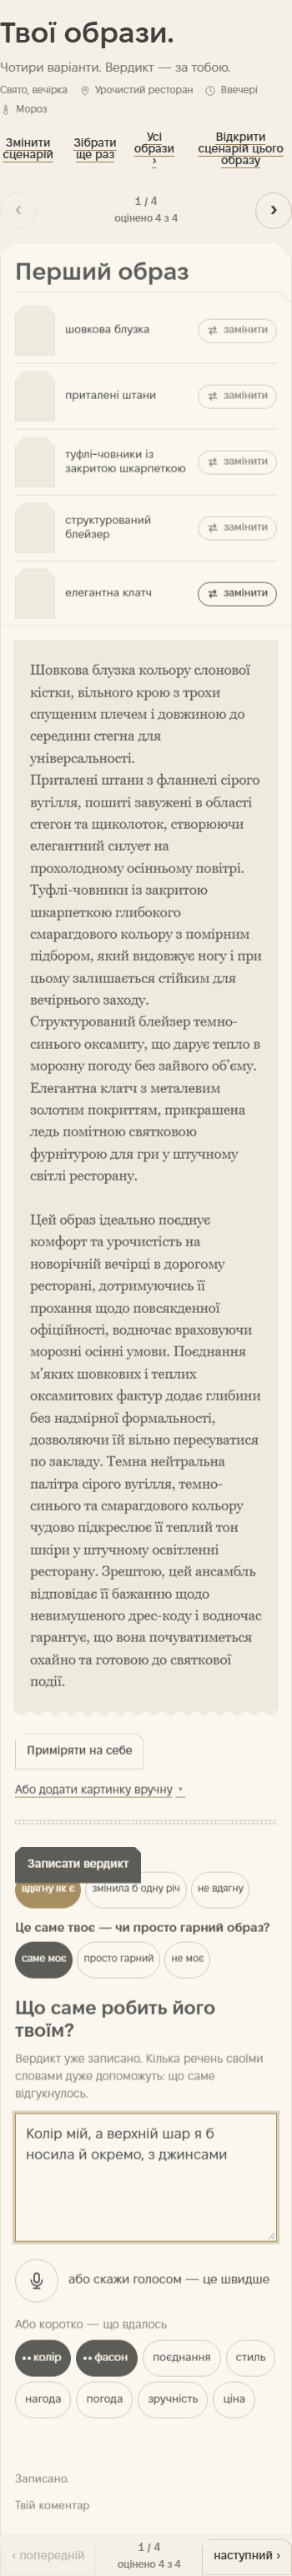 Твої образи.
Чотири варіанти. Вердикт — за тобою.
Свято, вечірка Урочистий ресторан Ввечері
Мороз
Змінити сценарій
Зібрати ще раз
Усі образи ›
Відкрити сценарій цього образу
‹
1 / 4
оцінено 4 з 4
›
Перший образ
шовкова блузка
замінити
приталені штани
замінити
туфлі-човники із
закритою шкарпеткою
замінити
структурований
блейзер
замінити
елегантна клатч
замінити
Шовкова блузка кольору слонової
кістки, вільного крою з трохи
спущеним плечем і довжиною до
середини стегна для
універсальності.
Приталені штани з фланнелі сірого
вугілля, пошиті завужені в області
стегон та щиколоток, створюючи
елегантний силует на
прохолодному осінньому повітрі.
Туфлі-човники із закритою
шкарпеткою глибокого
смарагдового кольору з помірним
підбором, який видовжує ногу і при
цьому залишається стійким для
вечірнього заходу.
Структурований блейзер темно-
синього оксамиту, що дарує тепло в
морозну погоду без зайвого об’єму.
Елегантна клатч з металевим
золотим покриттям, прикрашена
ледь помітною святковою
фурнітурою для гри у штучному
світлі ресторану.
Цей образ ідеально поєднує
комфорт та урочистість на
новорічній вечірці в дорогому
ресторані, дотримуючись її
прохання щодо повсякденної
офіційності, водночас враховуючи
морозні осінні умови. Поєднання
м’яких шовкових і теплих
оксамитових фактур додає глибини
без надмірної формальності,
дозволяючи їй вільно пересуватися
по закладу. Темна нейтральна
палітра сірого вугілля, темно-
синього та смарагдового кольору
чудово підкреслює її теплий тон
шкіри у штучному освітленні
ресторану. Зрештою, цей ансамбль
відповідає її бажанню щодо
невимушеного дрес-коду і водночас
гарантує, що вона почуватиметься
охайно та готовою до святкової
події.
Приміряти на себе
Або додати картинку вручну
Записати вердикт
вдягну як є змінила б одну річ не вдягну
Це саме твоє — чи просто гарний образ?
саме моє просто гарний не моє
Що саме робить його
твоїм?
Вердикт уже записано. Кілька речень своїми
словами дуже допоможуть: що саме
відгукнулось.
Колір мій, а верхній шар я б
носила й окремо, з джинсами
або скажи голосом — це швидше
Або коротко — що вдалось
колір фасон поєднання стиль
нагода погода зручність ціна
Записано.
Твій коментар
‹ попередній
1 / 4
оцінено 4 з 4
наступний ›